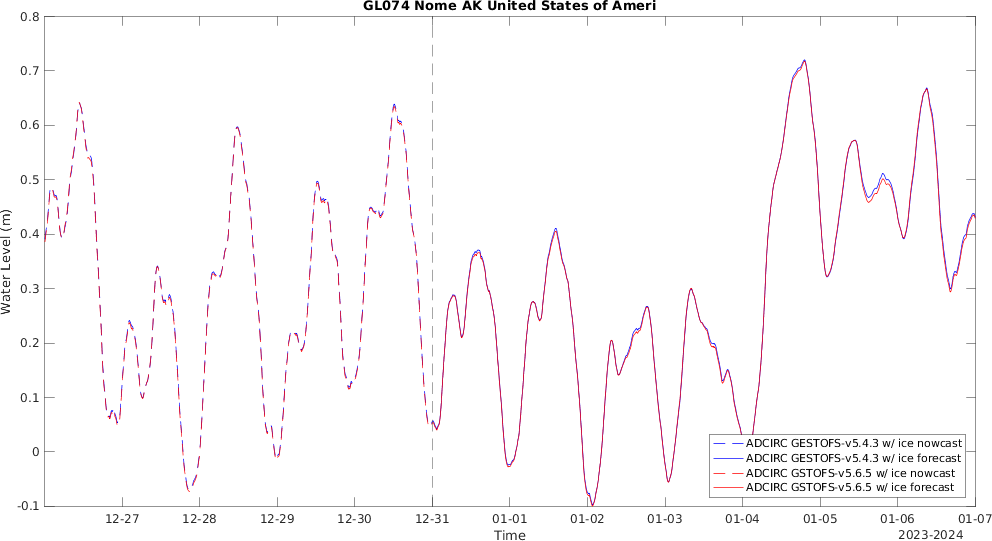 GL074 Nome AK United States of Ameri
0.8
0.7
0.6
0.5
0.4
0.3
0.2
0.1
0
-0.1
Water Level (m)
12-27 12-28 12-29 12-30 12-31 01-01 01-02 01-03 01-04 01-05 01-06 01-07
Time
2023-2024
ADCIRC GESTOFS-v5.4.3 w/ ice nowcast
ADCIRC GESTOFS-v5.4.3 w/ ice forecast
ADCIRC GSTOFS-v5.6.5 w/ ice nowcast
ADCIRC GSTOFS-v5.6.5 w/ ice forecast